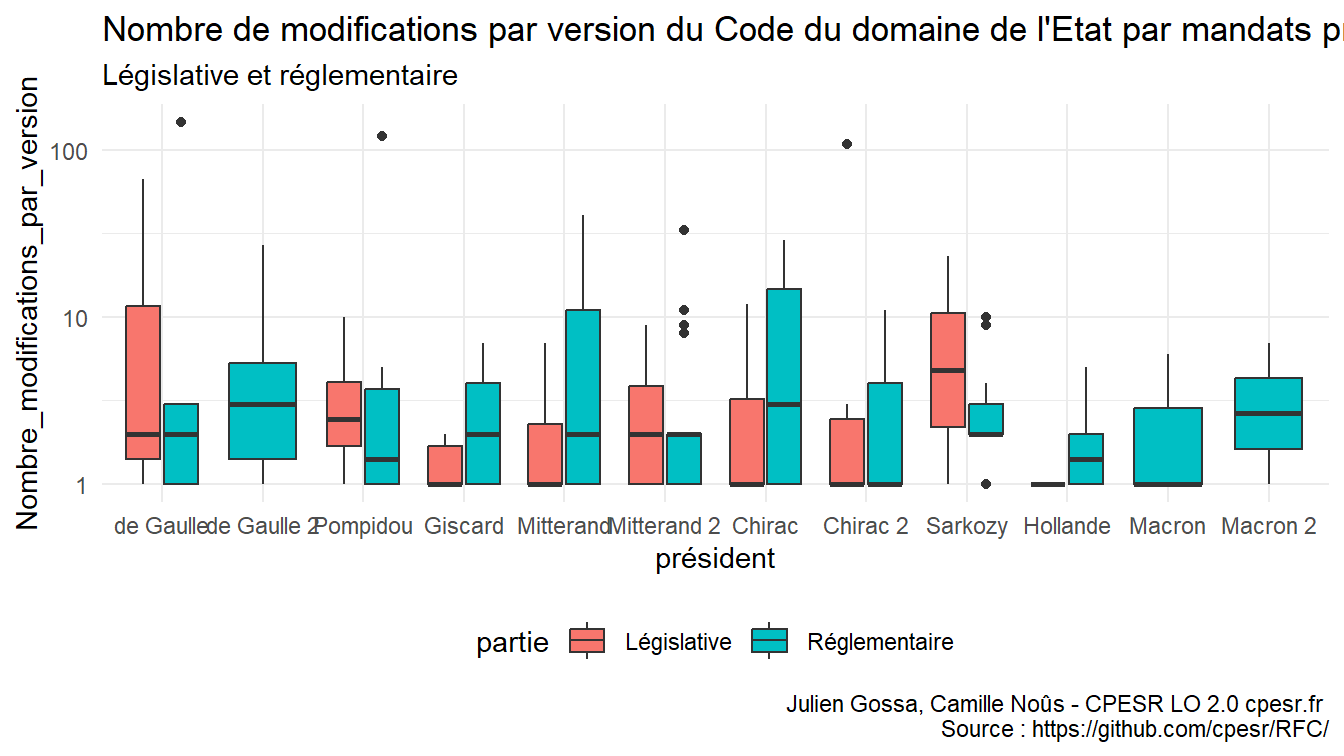 Nombre de modifications par version du Code du domaine de l'Etat par mandats
Législative et réglementaire
Nombre_modifications_par_version
100
10
1
de Gaulle de Gaulle 2 Pompidou Giscard Mitterand Mitterand 2 Chirac Chirac 2 Sarkozy Hollande Macron Macron 2
président
partie Législative Réglementaire
Julien Gossa, Camille Noûs - CPESR LO 2.0 cpesr.fr
Source : https://github.com/cpesr/RFC/